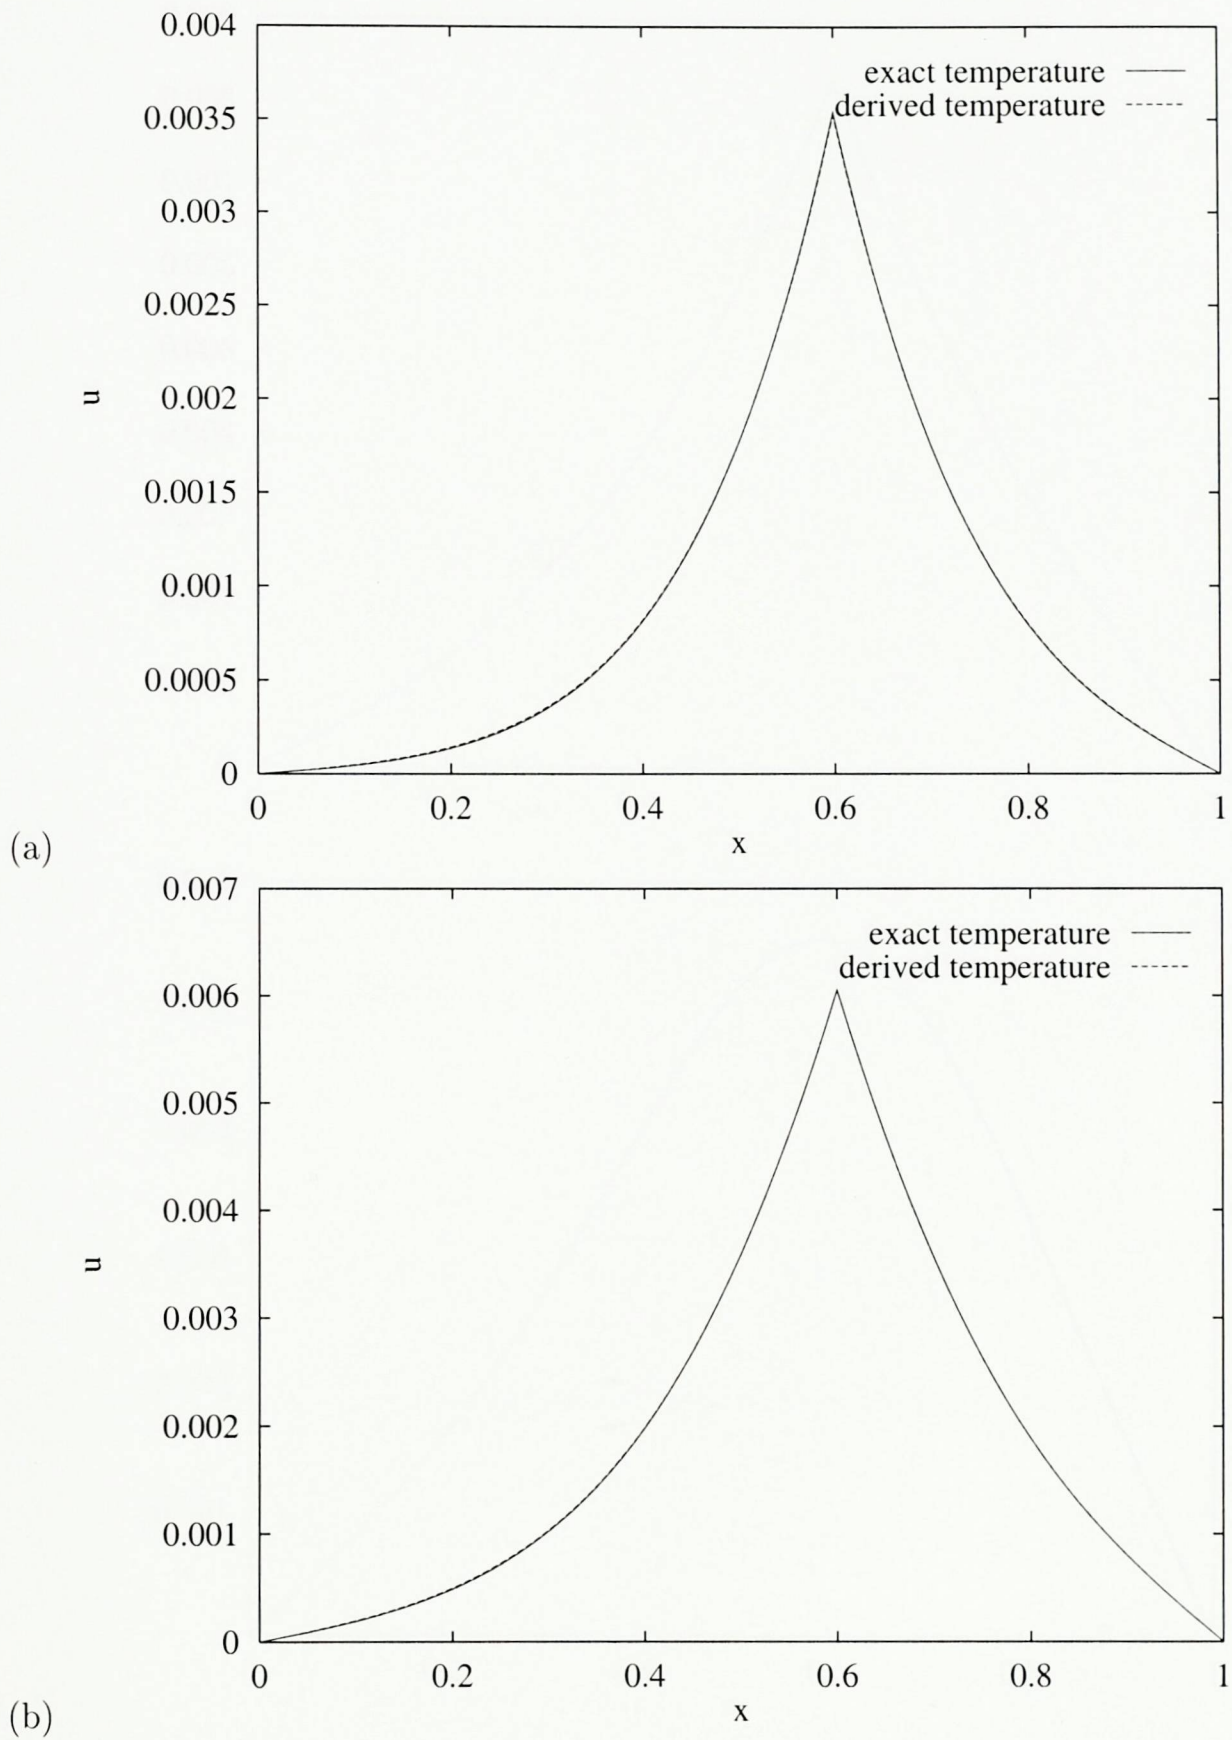 0.004
exact temperature
derived temperature
0.0035
0.003
0.0025
0.002
u
0.0015
0.001
0.0005
0
0 0.2 0.4 0.6 0.8 1
x
(a)
0.007
exact temperature
derived temperature
0.006
0.005
0.004
u
0.003
0.002
0.001
0
0 0.2 0.4 0.6 0.8 1
x
(b)